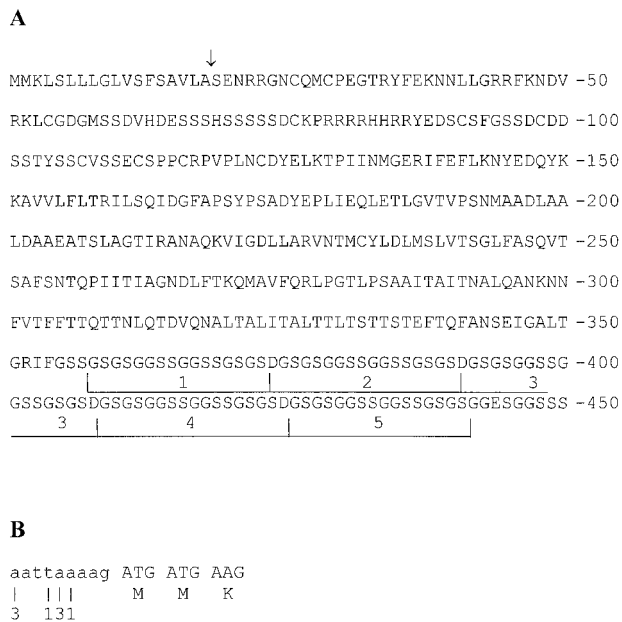 A
↓
MMKLSLLLGLVSFSAVLASENRRGNCQMCPEGTRYFEKNNLLGRRFKNDV -50
RKLCGDGMSSDVHDESSSHSSSSSDCKPRRRRHHRRYEDSCSFGSSDCDD -100
SSTYSSCVSSECSPPCRPVPLNCDYELKTPIINMGERIFEFLKNYEDQYK -150
KAVVLFLTRILSQIDGFAPSYPSADYEPLIEQLETLGVTVPSNMAADLAA -200
LDAAEATSLAGTIRANAQKVIGDLLARVNTMCYLDLMSLVTSGLFASQVT -250
SAFSNTQPIITIAGNDLFTKQMAVFQRLPGTLPSAAITAITNALQANKNN -300
FVTFFTTQTTNLQTDVQNALTALITALTTLTSTTSTEFTQFANSEIGALT -350
GRIFGSSGSGSGGSSGGSSGSGSDGSGSGGSSGGSSGSGSDGSGSGGSSG -400
1 2 3
GSSGSGSDGSGSGGSSGGSSGSGSDGSGSGGSSGGSSGSGSGGESGGSSS -450
3 4 5
B
aattaaaag ATG ATG AAG
| ||| M M K
3 131